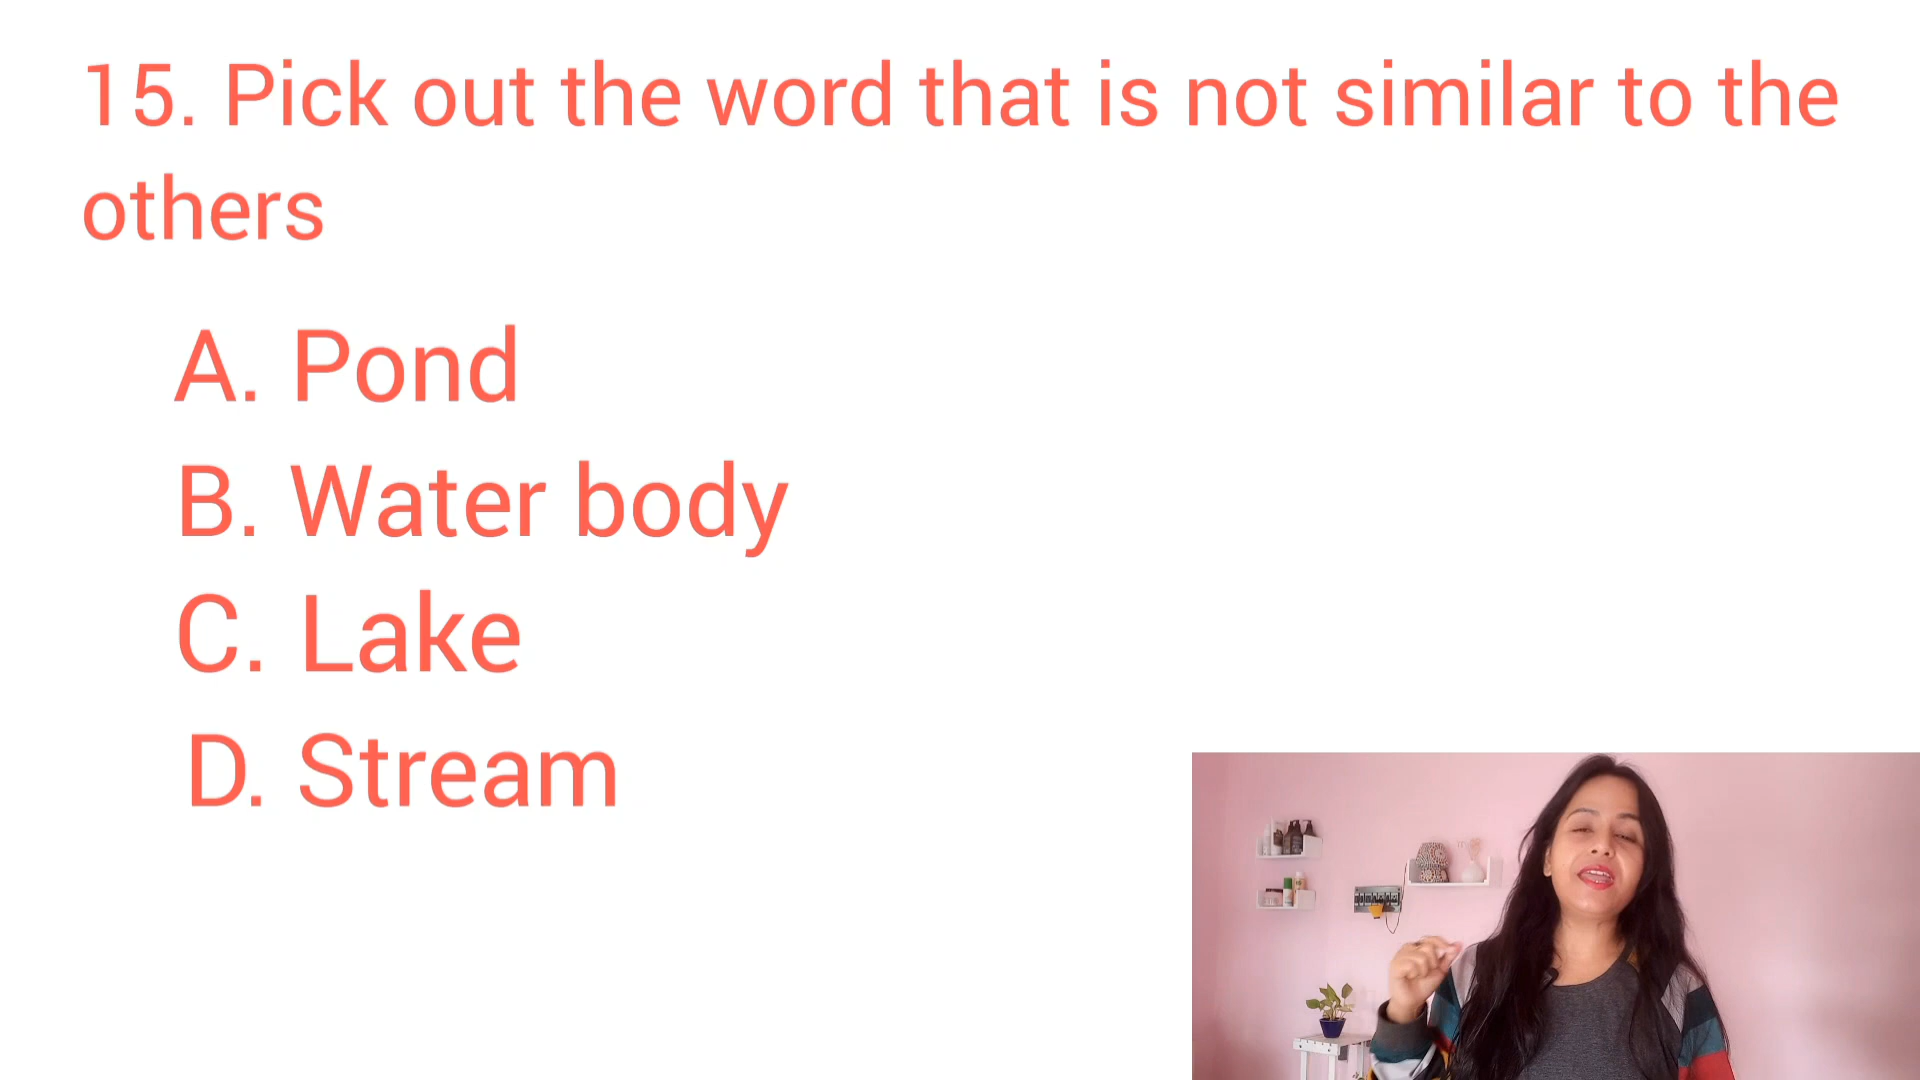 15. Pick out the word that is not similar to the
others
A. Pond
B. Water body
C. Lake
D. Stream